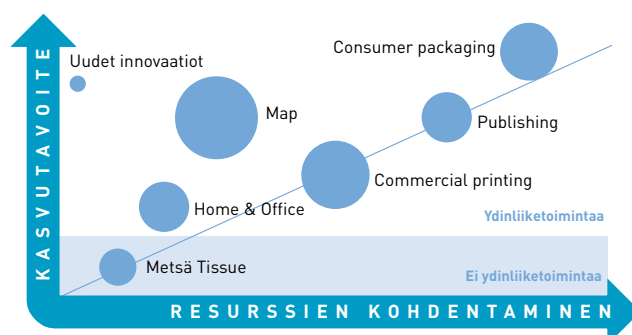 Consumer packaging
Uudet innovaatiot
Map
Publishing
Commercial printing
Home & Office
Ydinliiketoimintaa
Metsä Tissue
Ei ydinliiketoimintaa
KASVUTAVOITE
RESURSSIEN KOHDENTAMINEN